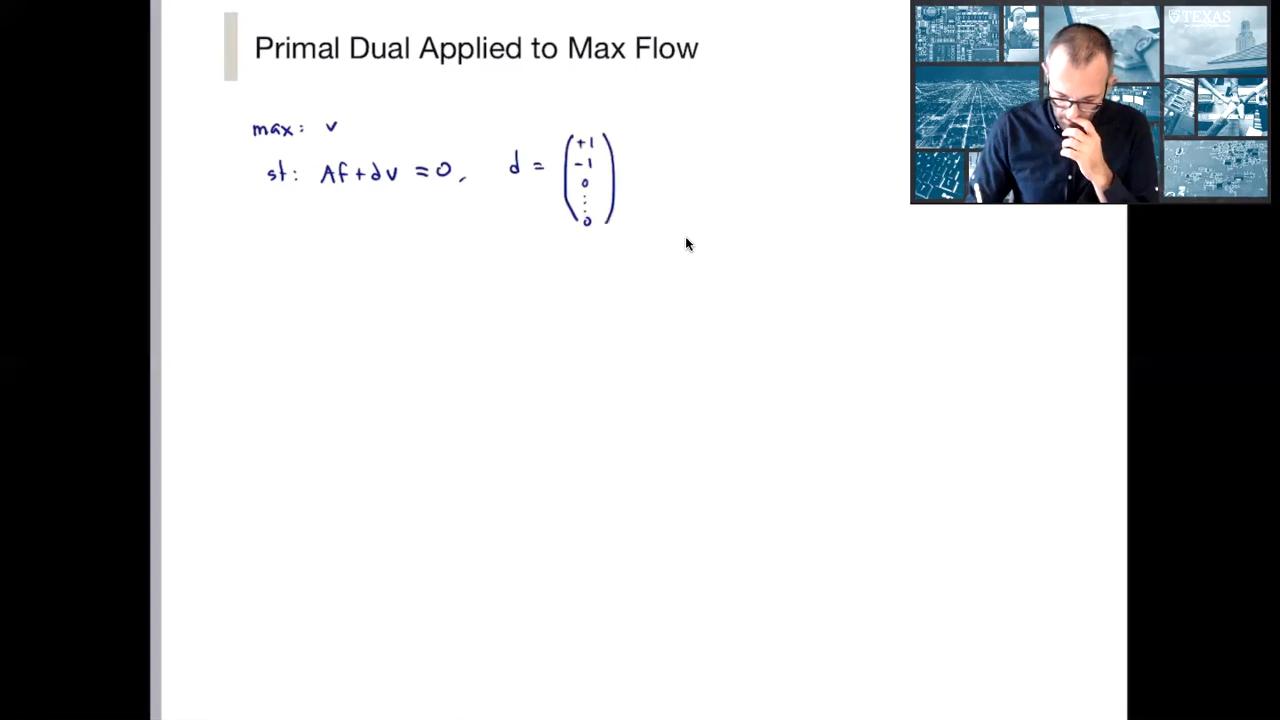 Primal Dual Applied to Max Flow
max: v
st: Af + dv = 0, d = (+1 -1 0 ⋮ 0)
TEXAS